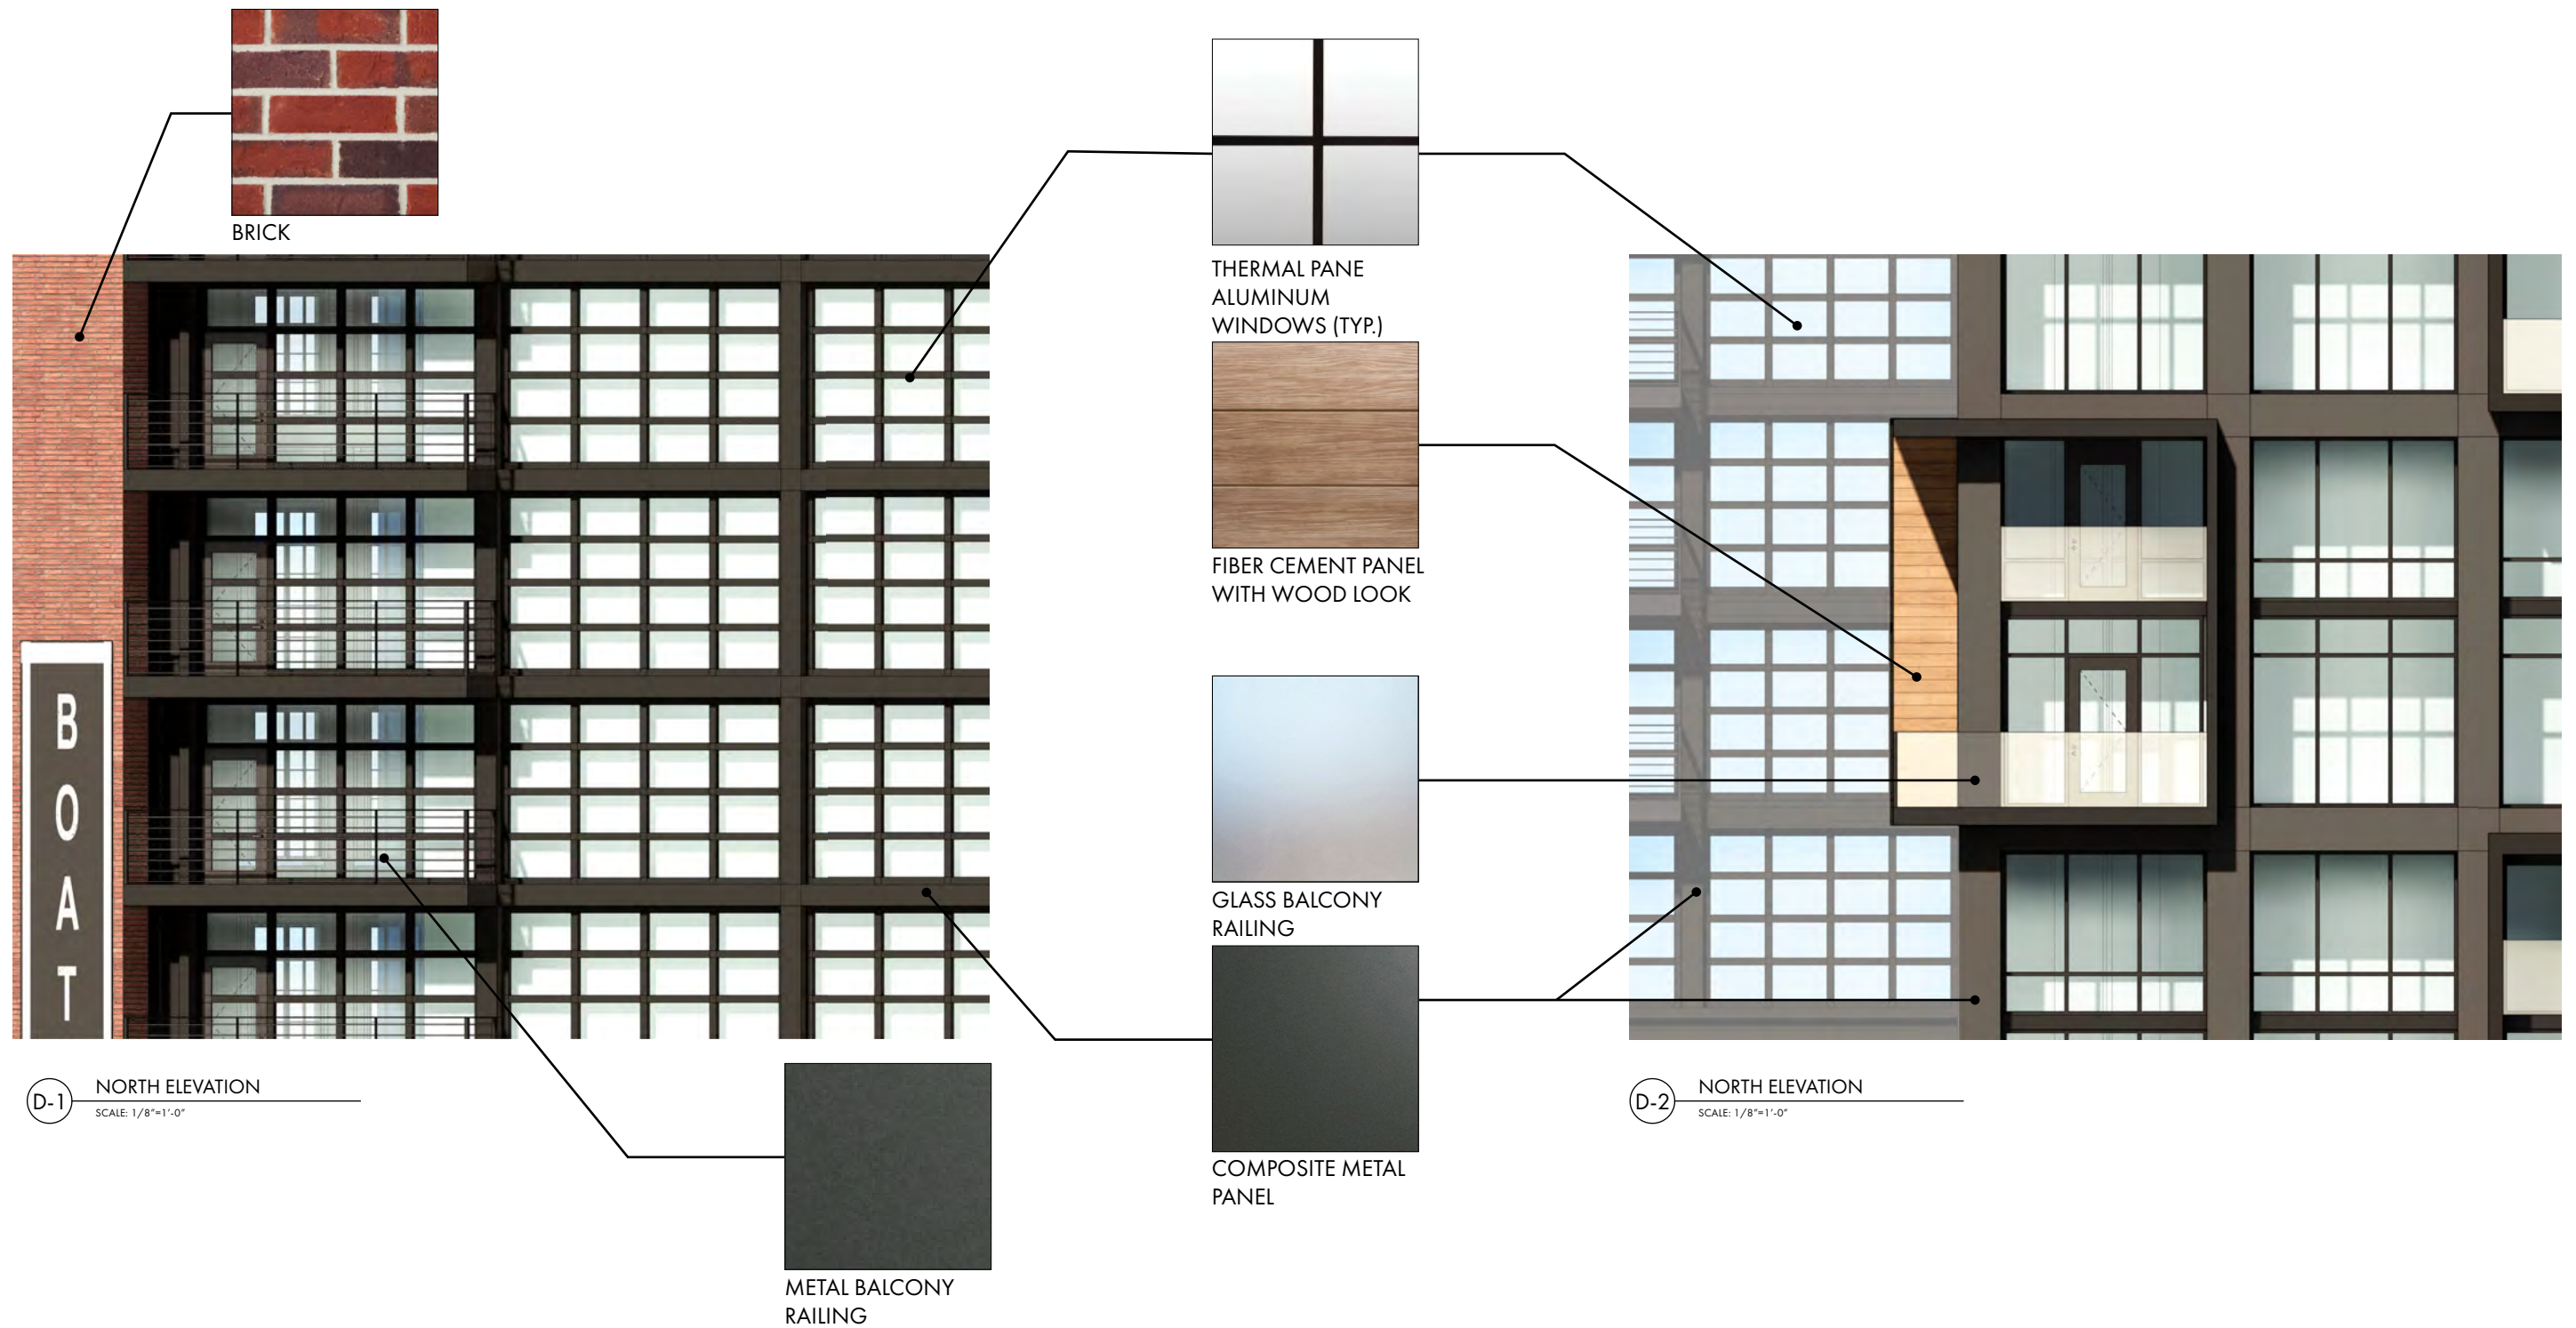 BRICK
THERMAL PANE
ALUMINUM
WINDOWS (TYP.)
FIBER CEMENT PANEL
WITH WOOD LOOK
B
O
A
T
GLASS BALCONY
RAILING
COMPOSITE METAL
PANEL
METAL BALCONY
RAILING
D-1
NORTH ELEVATION
SCALE: 1/8"=1'-0"
D-2
NORTH ELEVATION
SCALE: 1/8"=1'-0"